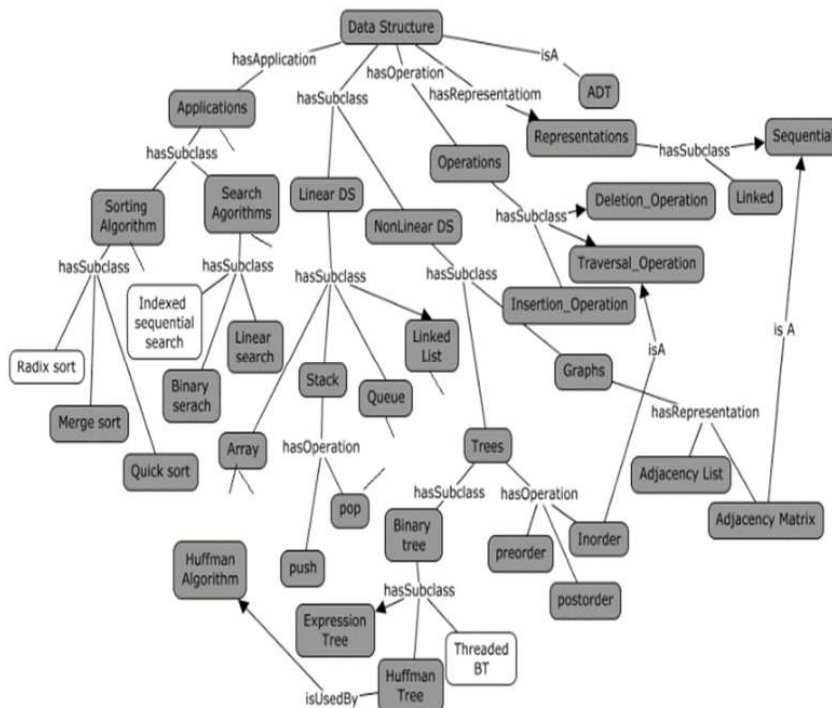 Data Structure
hasApplication
isA
hasOperation
hasRepresentatiom
hasSubclass
ADT
Applications
Representations
Sequential
hasSubclass
hasSubclass
Operations
Sorting
Algorithm
Search
Agorithms
Linear DS
Linked
Deletion_Operation
NonLinear DS
hasSubclass
hasSubclass
hasSubclass
hasSubclass
hasSubclass
Traversal_Operation
Indexed
sequential
search
Insertion_Operation
Linear
search
Linked
List
is A
isA
Radix sort
Binary
serach
Stack
Queue
Graphs
Merge sort
hasRepresentation
Array
hasOperation
Trees
Quick sort
Adjacency List
hasSubclass
hasOperation
pop
Adjacency Matrix
Binary
tree
Inorder
preorder
Huffman
Algorithm
push
hasSubclass
postorder
Expression
Tree
Threaded
BT
Huffman
Tree
isUsedBy